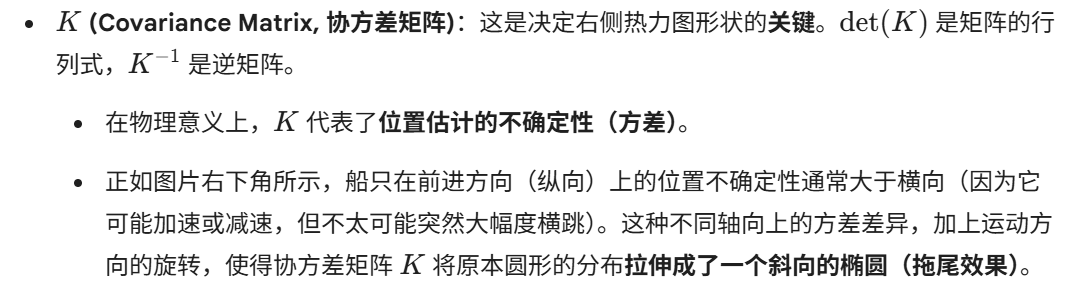 • K (Covariance Matrix, 协方差矩阵)：这是决定右侧热力图形状的关键。det(K) 是矩阵的行
列式，K⁻¹ 是逆矩阵。
• 在物理意义上，K 代表了位置估计的不确定性（方差）。
• 正如图片右下角所示，船只在前进方向（纵向）上的位置不确定性通常大于横向（因为它
可能加速或减速，但不太可能突然大幅度横跳）。这种不同轴向上的方差差异，加上运动方
向的旋转，使得协方差矩阵 K 将原本圆形的分布拉伸成了一个斜向的椭圆（拖尾效果）。